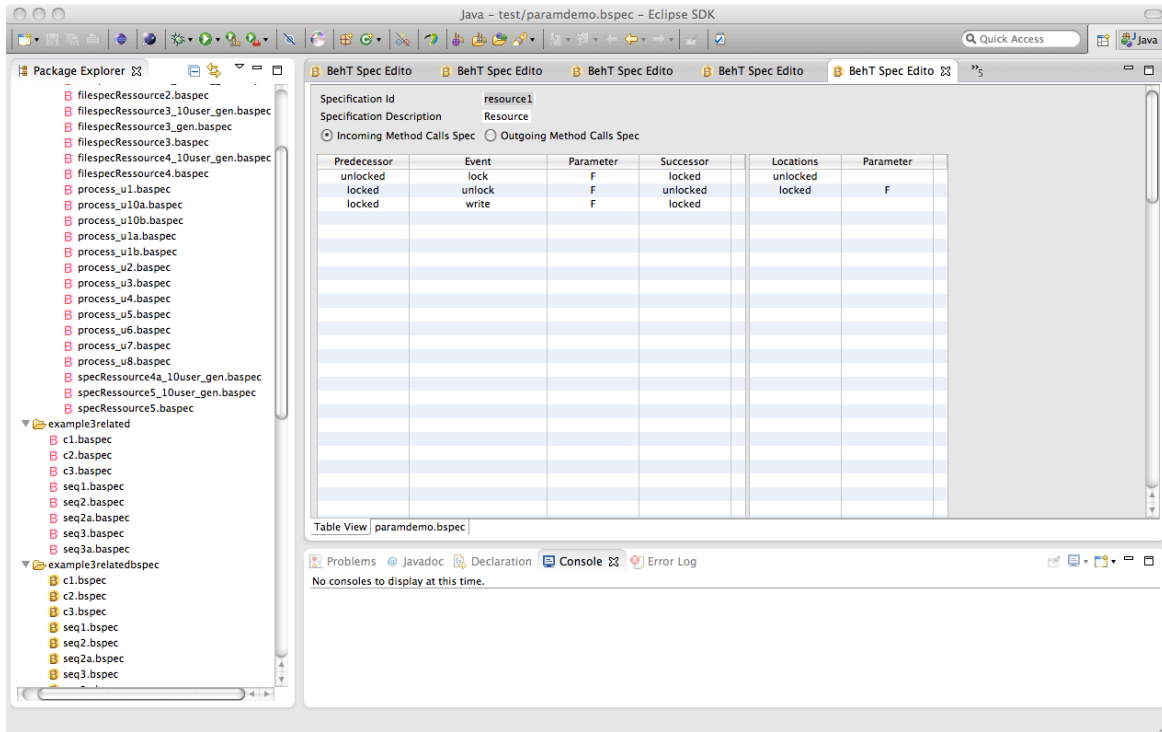 Java – test/paramdemo.bspec – Eclipse SDK
Quick Access
Java
Package Explorer
filespecRessource2.baspec
filespecRessource3_10user_gen.baspec
filespecRessource3_gen.baspec
filespecRessource3.baspec
filespecRessource4_10user_gen.baspec
filespecRessource4.baspec
process_u1.baspec
process_u10a.baspec
process_u10b.baspec
process_u1a.baspec
process_u1b.baspec
process_u2.baspec
process_u3.baspec
process_u4.baspec
process_u5.baspec
process_u6.baspec
process_u7.baspec
process_u8.baspec
specRessource4a_10user_gen.baspec
specRessource5_10user_gen.baspec
specRessource5.baspec
example3related
c1.baspec
c2.baspec
c3.baspec
seq1.baspec
seq2.baspec
seq2a.baspec
seq3.baspec
seq3a.baspec
example3relatedbspec
c1.bspec
c2.bspec
c3.bspec
seq1.bspec
seq2.bspec
seq2a.bspec
seq3.bspec
BehT Spec Edito BehT Spec Edito BehT Spec Edito BehT Spec Edito BehT Spec Edito »5
Specification Id resource1
Specification Description Resource
Incoming Method Calls Spec Outgoing Method Calls Spec
Predecessor Event Parameter Successor Locations Parameter
unlocked lock F locked unlocked
locked unlock F unlocked locked F
locked write F locked
Table View paramdemo.bspec
Problems @ Javadoc Declaration Console Error Log
No consoles to display at this time.